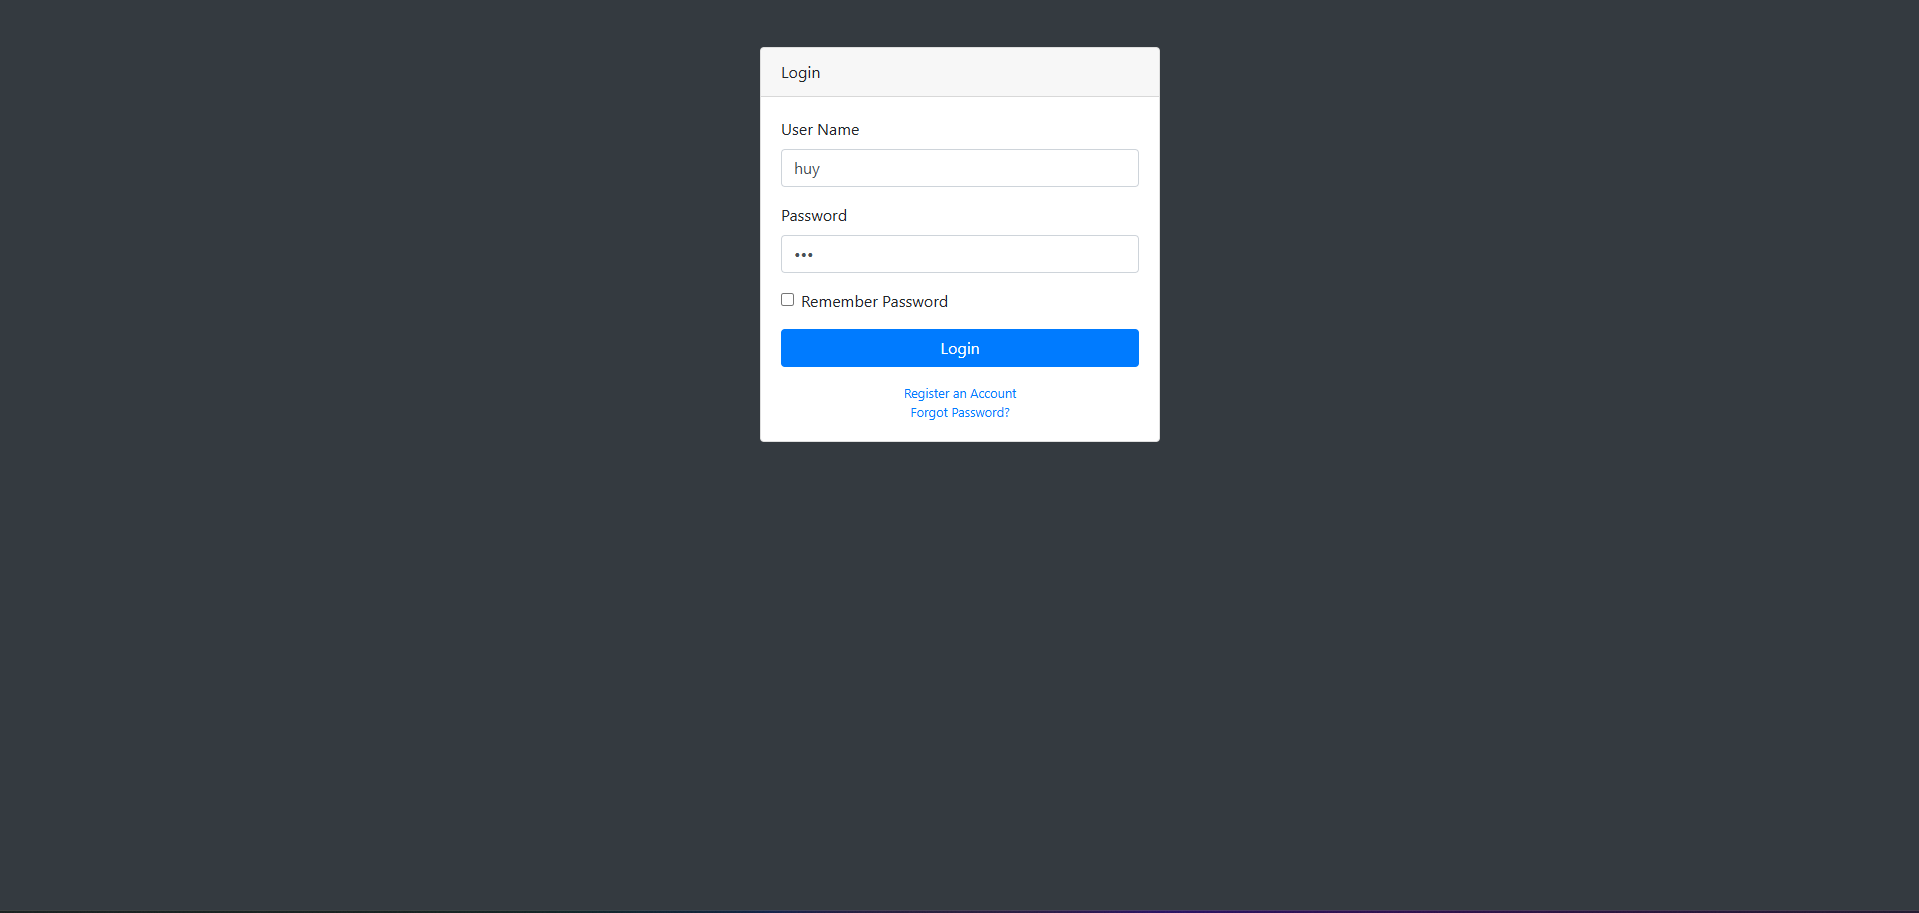 Login
User Name
huy
Password
•••
Remember Password
Login
Register an Account
Forgot Password?